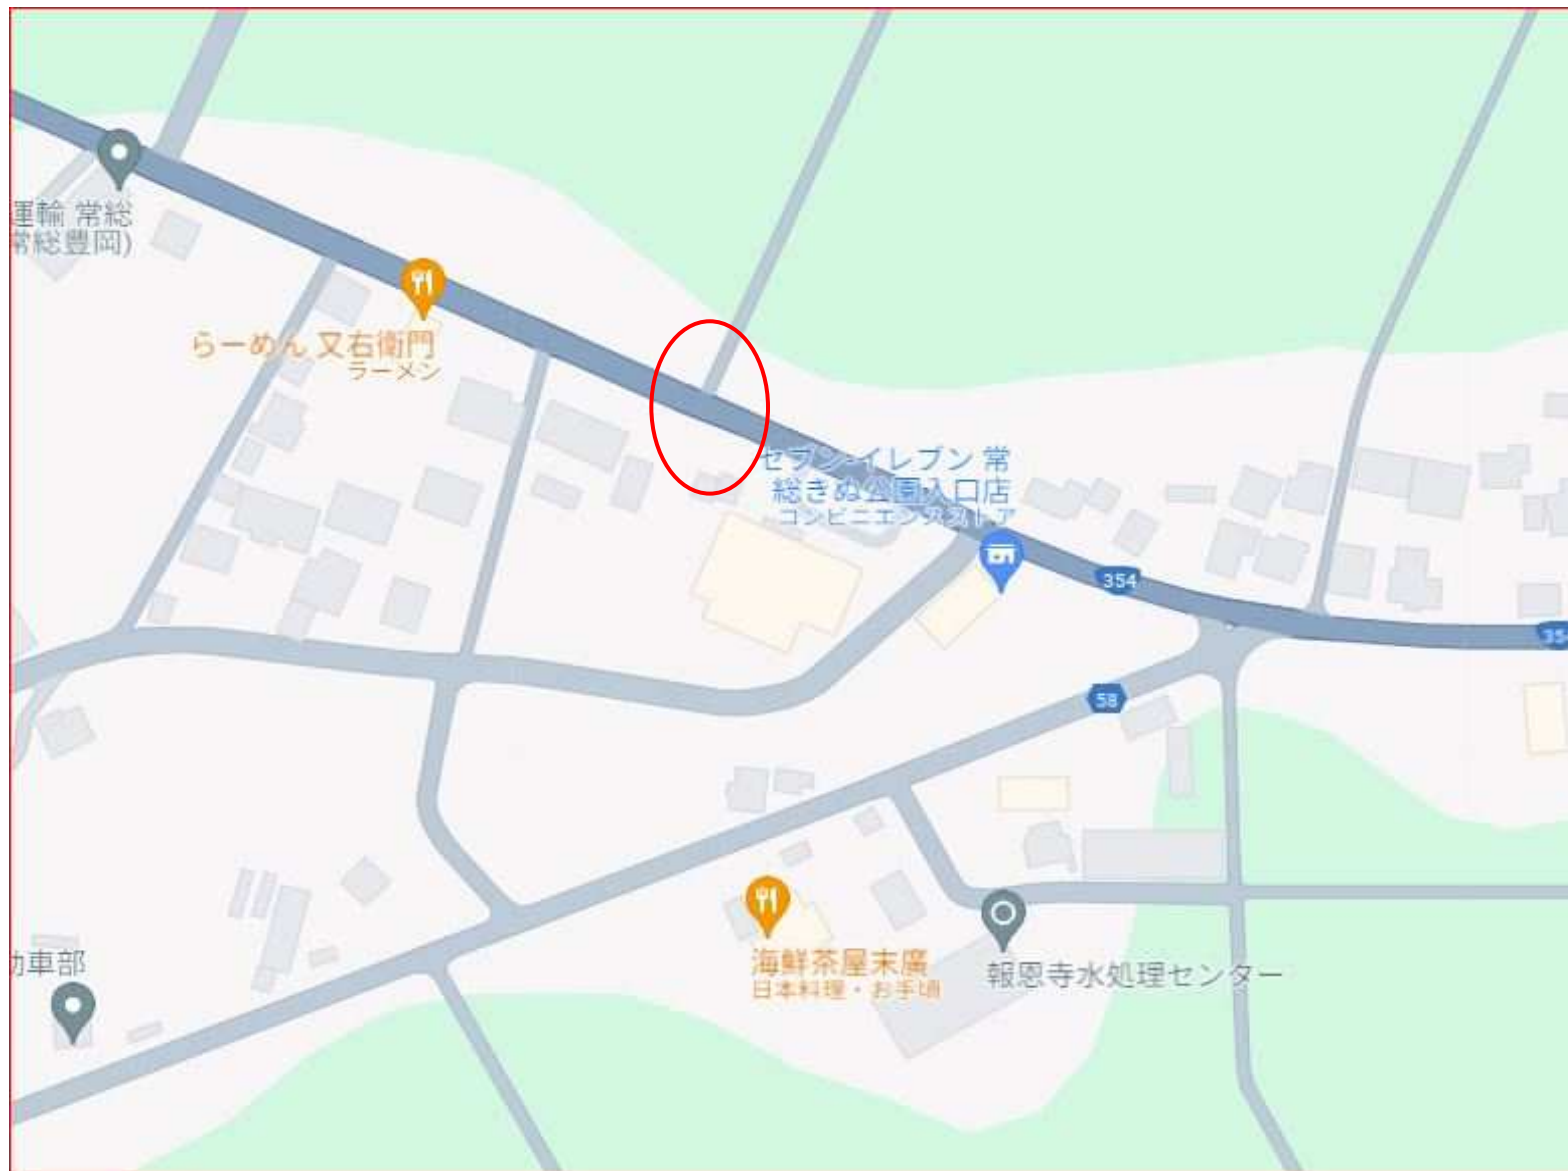 運輸 常総
常総豊岡)
らーめん 又右衛門
ラーメン
セブン-イレブン 常
総きぬ公園入口店
コンビニエンスストア
354
354
58
海鮮茶屋末廣
日本料理・お手頃
報恩寺水処理センター
動車部